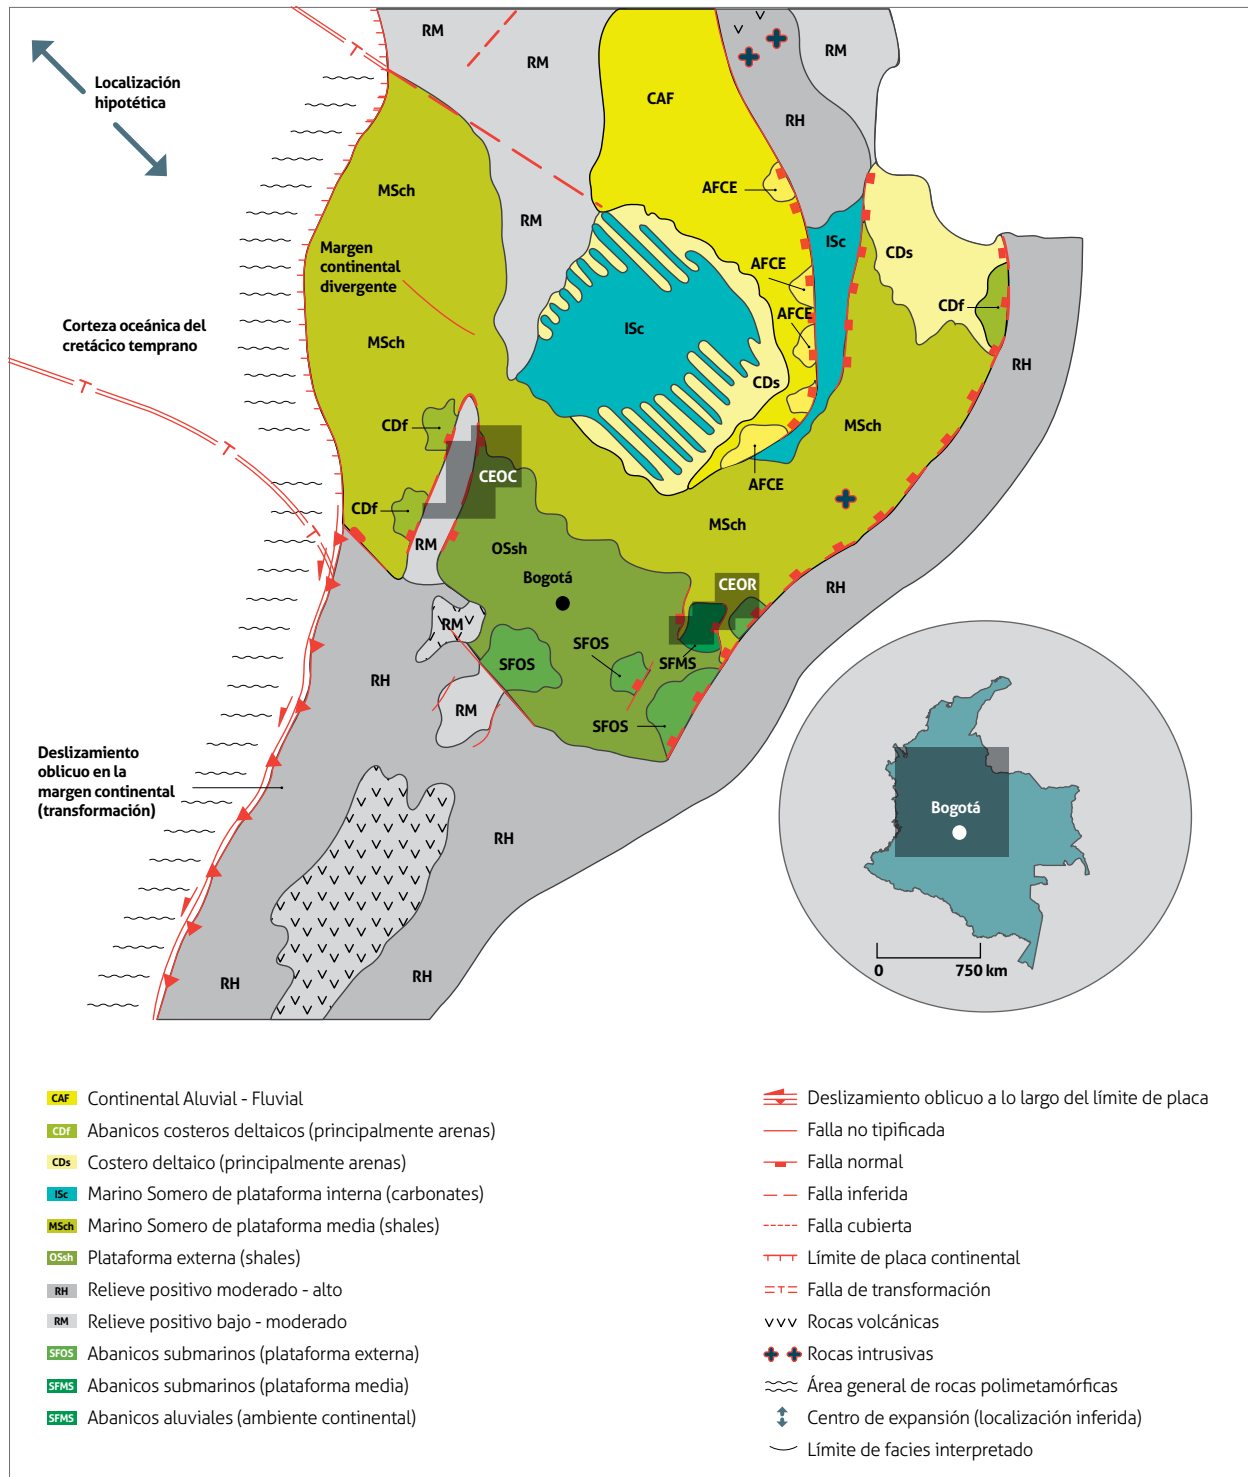 RM
RM
RM
Localización
hipotética
CAF
RH
AFCE
MSch
RM
ISc
Margen
continental
divergente
CDs
AFCE
CDf
AFCE
Corteza oceánica del
cretácico temprano
ISc
MSch
RH
CDs
CDf
MSch
CEOC
AFCE
CDf
MSch
RM
OSsh
Bogotá
CEOR
RH
RM
SFOS
SFMS
SFOS
RH
RM
SFOS
Deslizamiento
oblicuo en la
margen continental
(transformación)
Bogotá
RH
RH
RH
0
750 km
CAF Continental Aluvial - Fluvial
CDf Abanicos costeros deltaicos (principalmente arenas)
CDs Costero deltaico (principalmente arenas)
ISc Marino Somero de plataforma interna (carbonates)
MSch Marino Somero de plataforma media (shales)
OSsh Plataforma externa (shales)
RH Relieve positivo moderado - alto
RM Relieve positivo bajo - moderado
SFOS Abanicos submarinos (plataforma externa)
SFMS Abanicos submarinos (plataforma media)
SFMS Abanicos aluviales (ambiente continental)
Deslizamiento oblicuo a lo largo del límite de placa
Falla no tipificada
Falla normal
Falla inferida
Falla cubierta
Límite de placa continental
Falla de transformación
Rocas volcánicas
Rocas intrusivas
Área general de rocas polimetamórficas
Centro de expansión (localización inferida)
Límite de facies interpretado